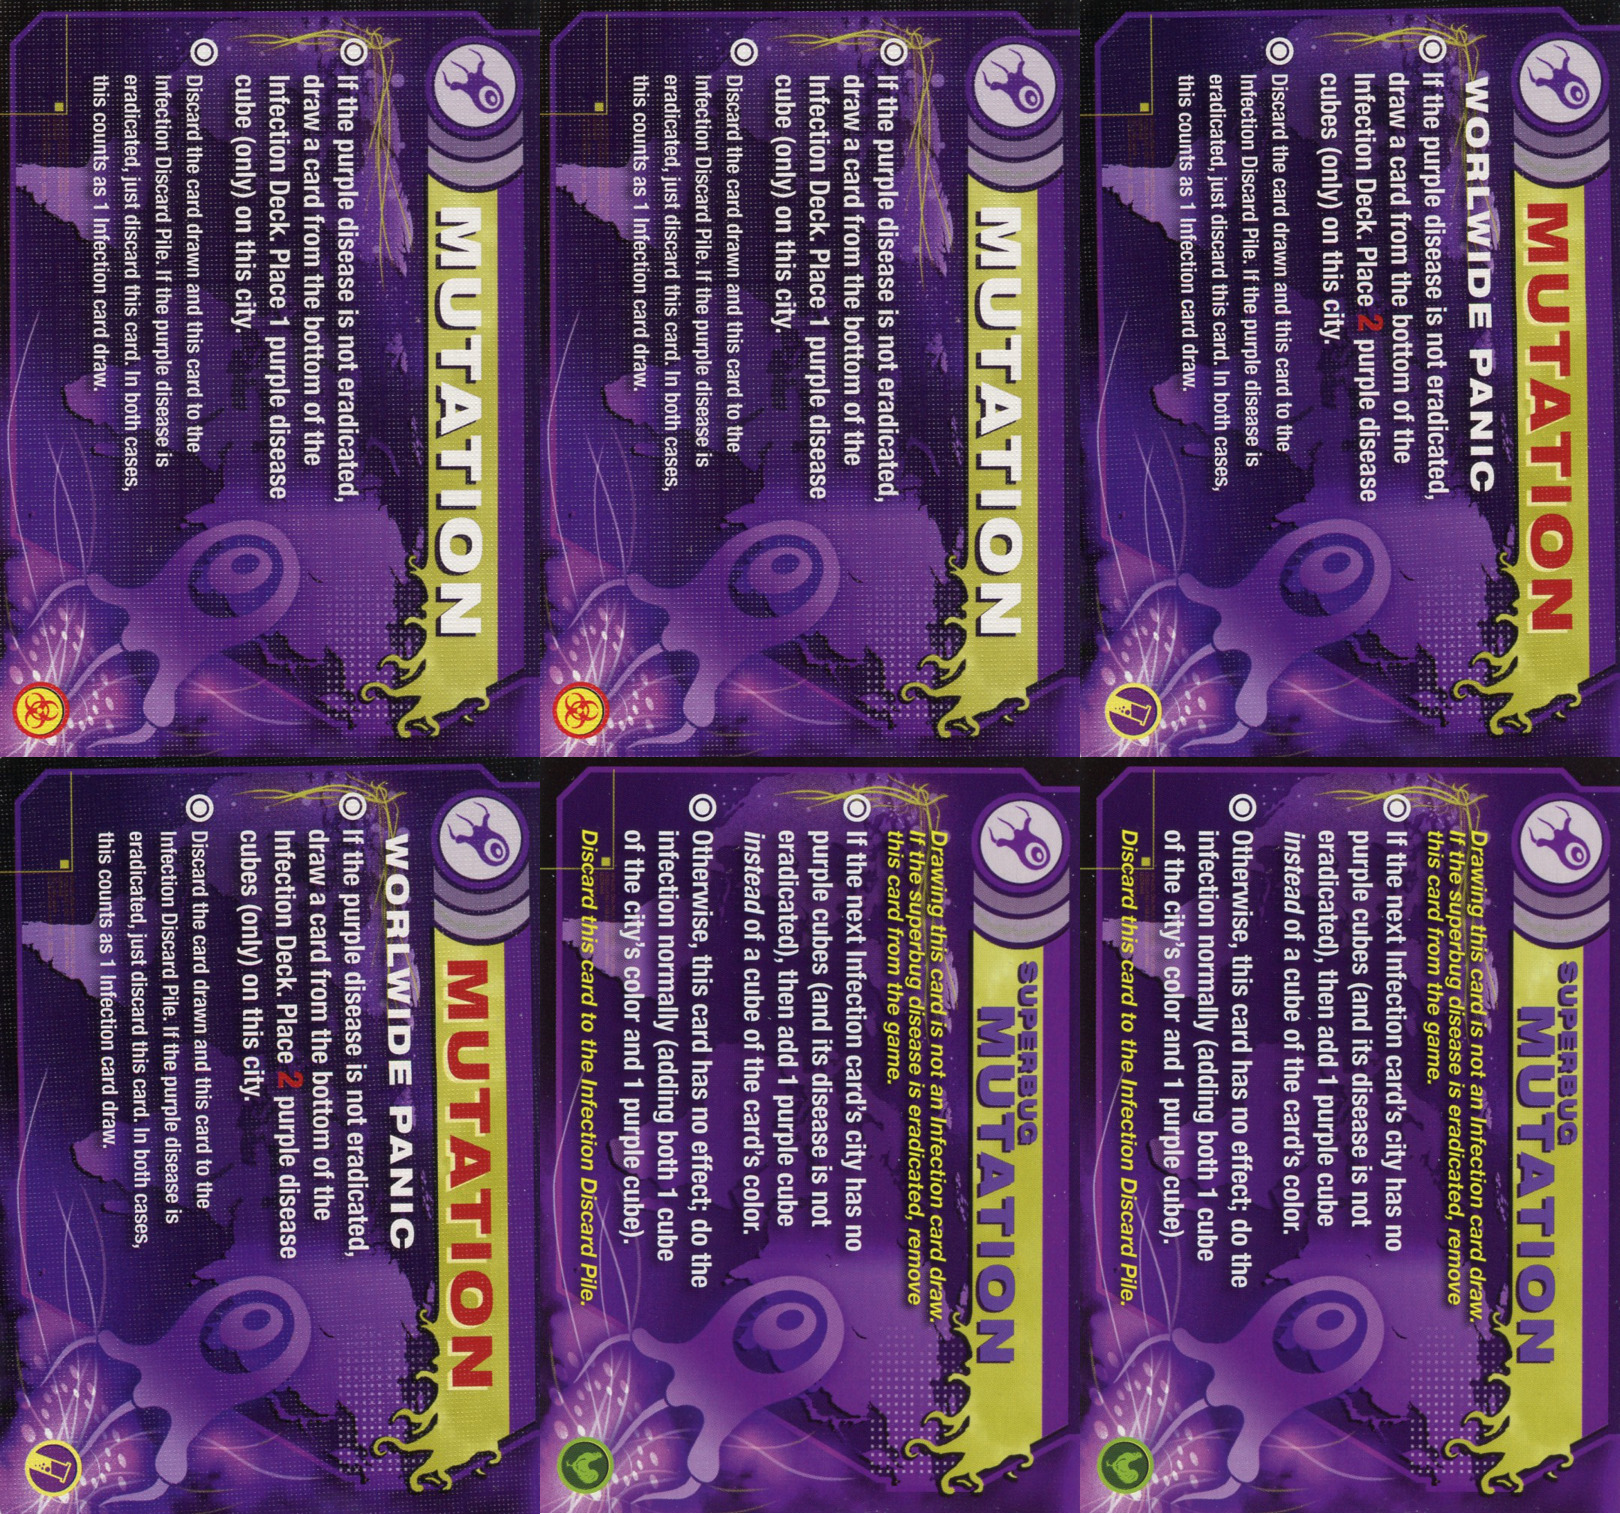 MUTATION
If the purple disease is not eradicated,
draw a card from the bottom of the
Infection Deck. Place 1 purple disease
cube (only) on this city.
Discard the card drawn and this card to the
Infection Discard Pile. If the purple disease is
eradicated, just discard this card. In both cases,
this counts as 1 Infection card draw.
MUTATION
If the purple disease is not eradicated,
draw a card from the bottom of the
Infection Deck. Place 1 purple disease
cube (only) on this city.
Discard the card drawn and this card to the
Infection Discard Pile. If the purple disease is
eradicated, just discard this card. In both cases,
this counts as 1 Infection card draw.
MUTATION
WORLWIDE PANIC
If the purple disease is not eradicated,
draw a card from the bottom of the
Infection Deck. Place 2 purple disease
cubes (only) on this city.
Discard the card drawn and this card to the
Infection Discard Pile. If the purple disease is
eradicated, just discard this card. In both cases,
this counts as 1 Infection card draw.
MUTATION
WORLWIDE PANIC
If the purple disease is not eradicated,
draw a card from the bottom of the
Infection Deck. Place 2 purple disease
cubes (only) on this city.
Discard the card drawn and this card to the
Infection Discard Pile. If the purple disease is
eradicated, just discard this card. In both cases,
this counts as 1 Infection card draw.
SUPERBUG
MUTATION
Drawing this card is not an Infection card draw.
If the superbug disease is eradicated, remove
this card from the game.
If the next Infection card's city has no
purple cubes (and its disease is not
eradicated), then add 1 purple cube
instead of a cube of the card's color.
Otherwise, this card has no effect; do the
infection normally (adding both 1 cube
of the city's color and 1 purple cube).
Discard this card to the Infection Discard Pile.
SUPERBUG
MUTATION
Drawing this card is not an Infection card draw.
If the superbug disease is eradicated, remove
this card from the game.
If the next Infection card's city has no
purple cubes (and its disease is not
eradicated), then add 1 purple cube
instead of a cube of the card's color.
Otherwise, this card has no effect; do the
infection normally (adding both 1 cube
of the city's color and 1 purple cube).
Discard this card to the Infection Discard Pile.